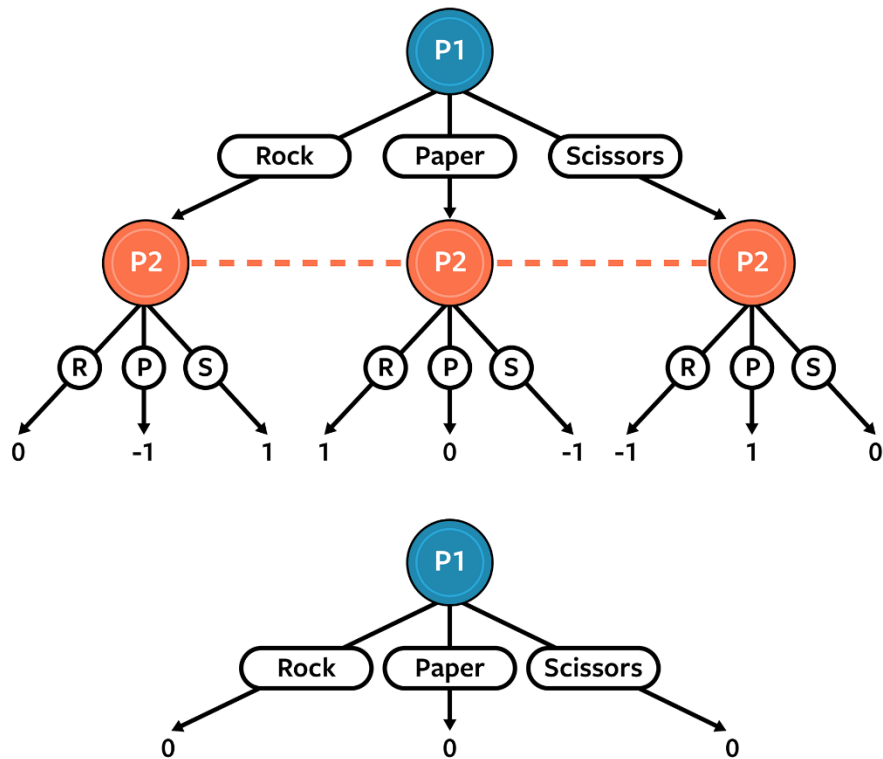 P1
Rock Paper Scissors
P2 P2 P2
R P S R P S R P S
0 -1 1 1 0 -1 -1 1 0
P1
Rock Paper Scissors
0 0 0